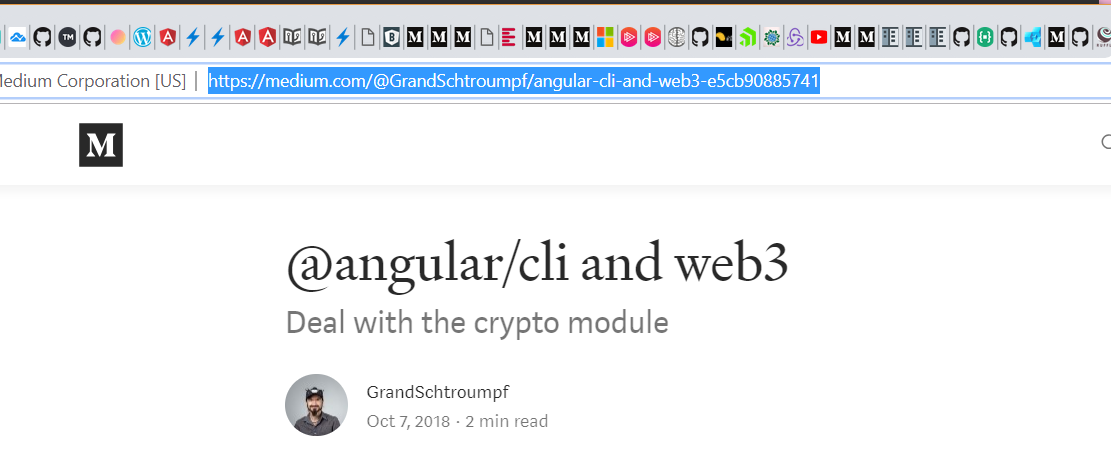 Medium Corporation [US] | https://medium.com/@GrandSchtroumpf/angular-cli-and-web3-e5cb90885741
M
@angular/cli and web3
Deal with the crypto module
GrandSchtroumpf
Oct 7, 2018 · 2 min read